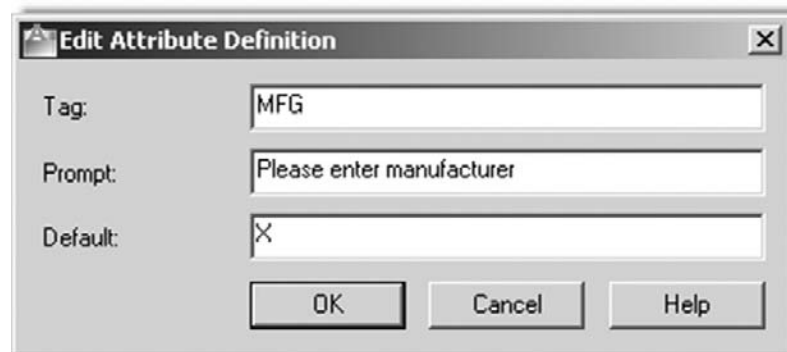 Edit Attribute Definition
Tag: MFG
Prompt: Please enter manufacturer
Default: X
OK Cancel Help